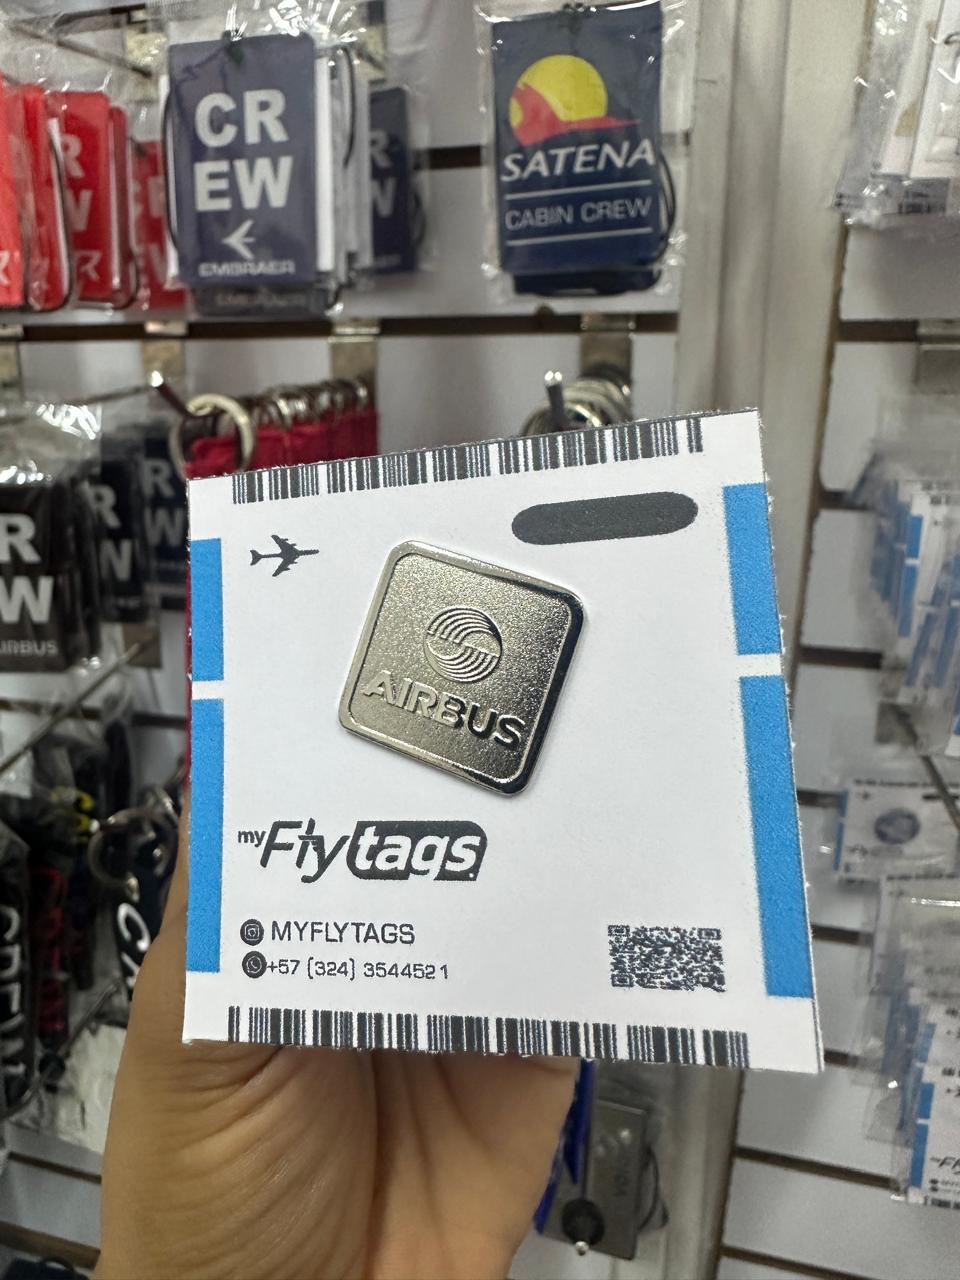 CR
EW
EMBRAER
SATENA
CABIN CREW
R
W
R
R
W
AIRBUS
AIRBUS
myFlytags
MYFLYTAGS
+57 (324) 3544521